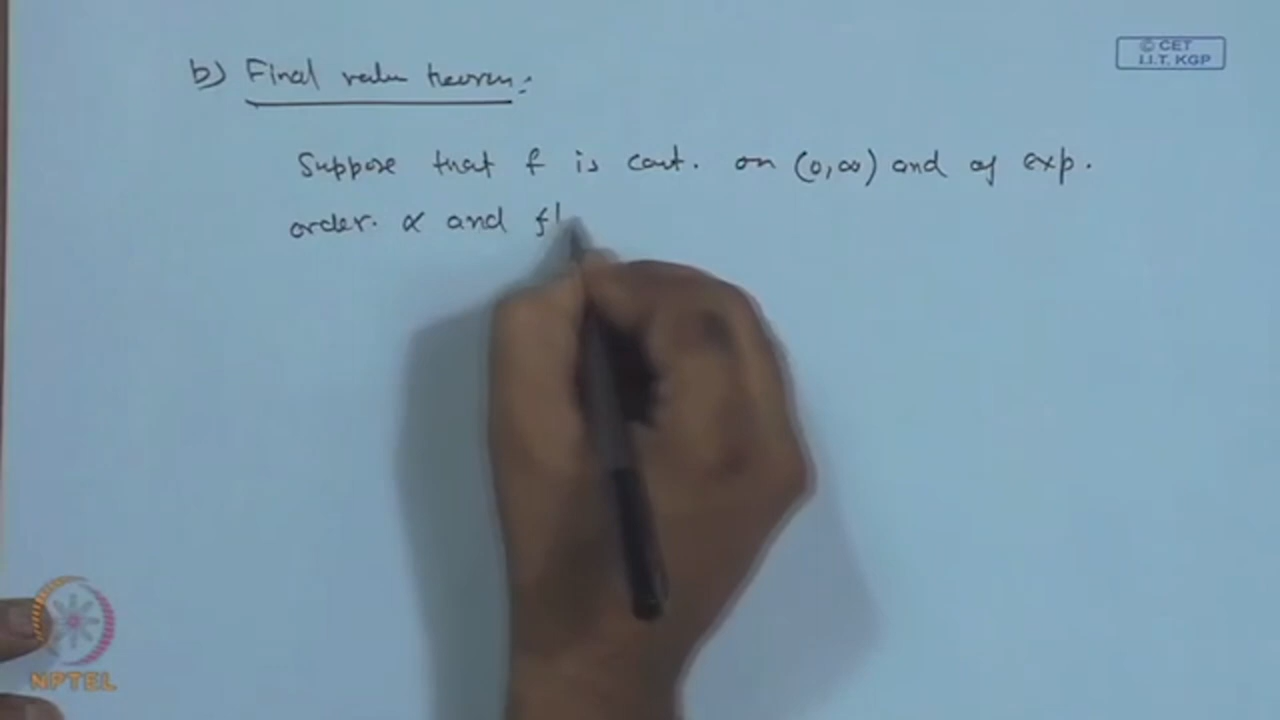 b) Final value theorem:
© CET
I.I.T. KGP
Suppose that f is cont. on (0,∞) and of exp.
order. α and f'
NPTEL